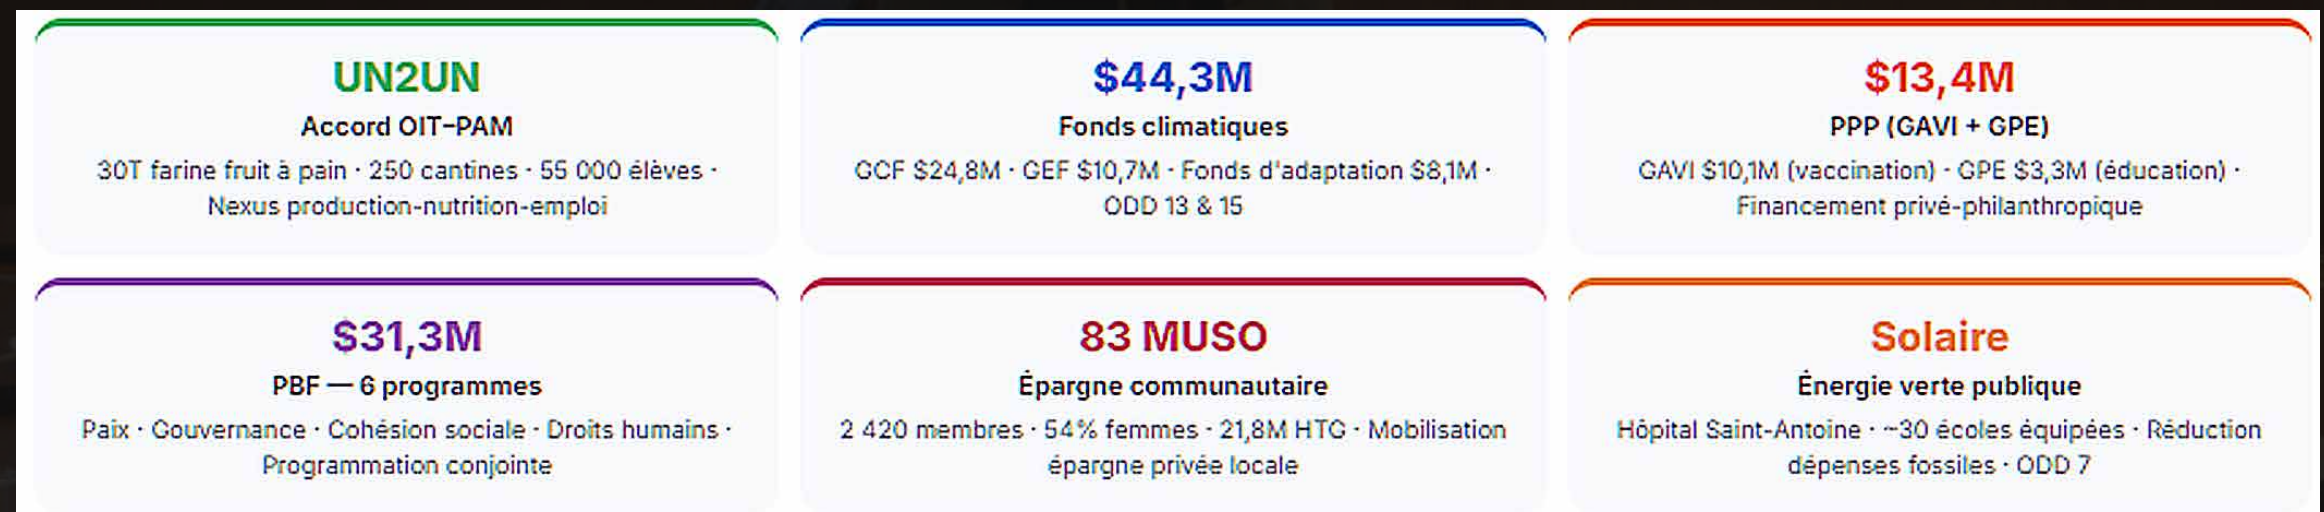 UN2UN
Accord OIT–PAM
30T farine fruit à pain · 250 cantines · 55 000 élèves ·
Nexus production-nutrition-emploi
$44,3M
Fonds climatiques
GCF $24,8M · GEF $10,7M · Fonds d'adaptation $8,1M ·
ODD 13 & 15
$13,4M
PPP (GAVI + GPE)
GAVI $10,1M (vaccination) · GPE $3,3M (éducation) ·
Financement privé-philanthropique
$31,3M
PBF — 6 programmes
Paix · Gouvernance · Cohésion sociale · Droits humains ·
Programmation conjointe
83 MUSO
Épargne communautaire
2 420 membres · 54% femmes · 21,8M HTG · Mobilisation
épargne privée locale
Solaire
Énergie verte publique
Hôpital Saint-Antoine · ~30 écoles équipées · Réduction
dépenses fossiles · ODD 7